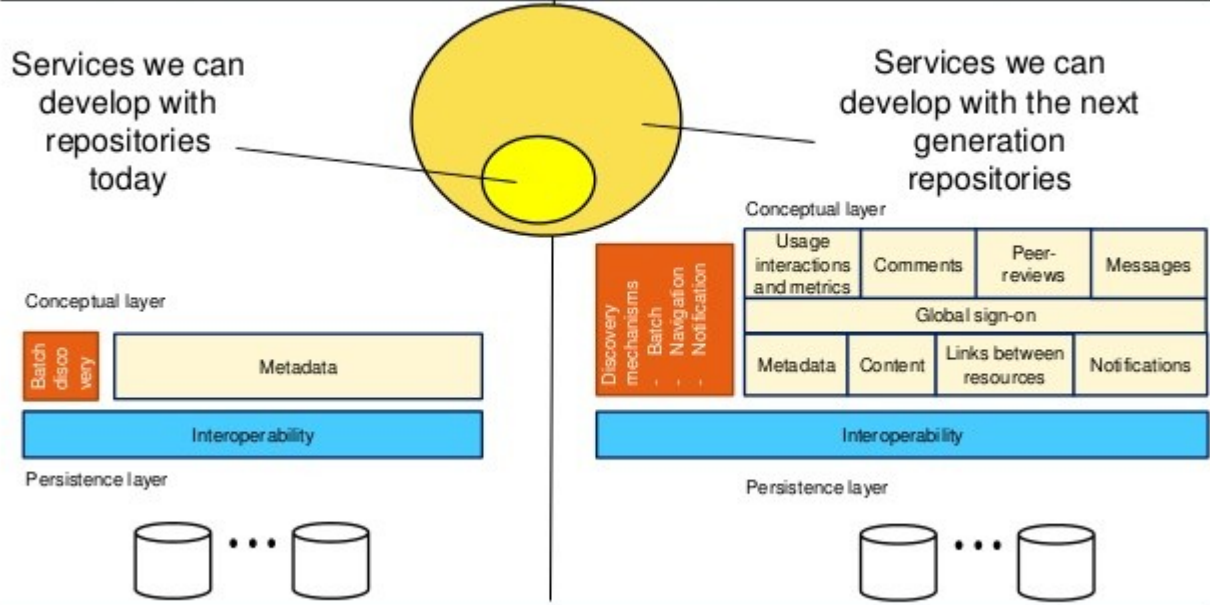 Services we can
develop with
repositories
today
Conceptual layer
Batch
disco
very
Metadata
Interoperability
Persistence layer
Services we can
develop with the next
generation
repositories
Conceptual layer
Discovery
mechanisms
- Batch
- Navigation
- Notification
Usage
interactions
and metrics
Comments
Peer-
reviews
Messages
Global sign-on
Metadata
Content
Links between
resources
Notifications
Interoperability
Persistence layer